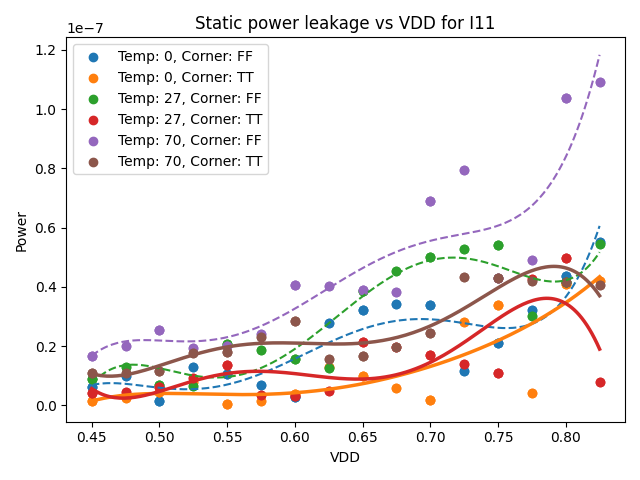 Static power leakage vs VDD for I11
1e−7
Temp: 0, Corner: FF
Temp: 0, Corner: TT
Temp: 27, Corner: FF
Temp: 27, Corner: TT
Temp: 70, Corner: FF
Temp: 70, Corner: TT
1.2
1.0
0.8
0.6
0.4
0.2
0.0
Power
0.45 0.50 0.55 0.60 0.65 0.70 0.75 0.80
VDD